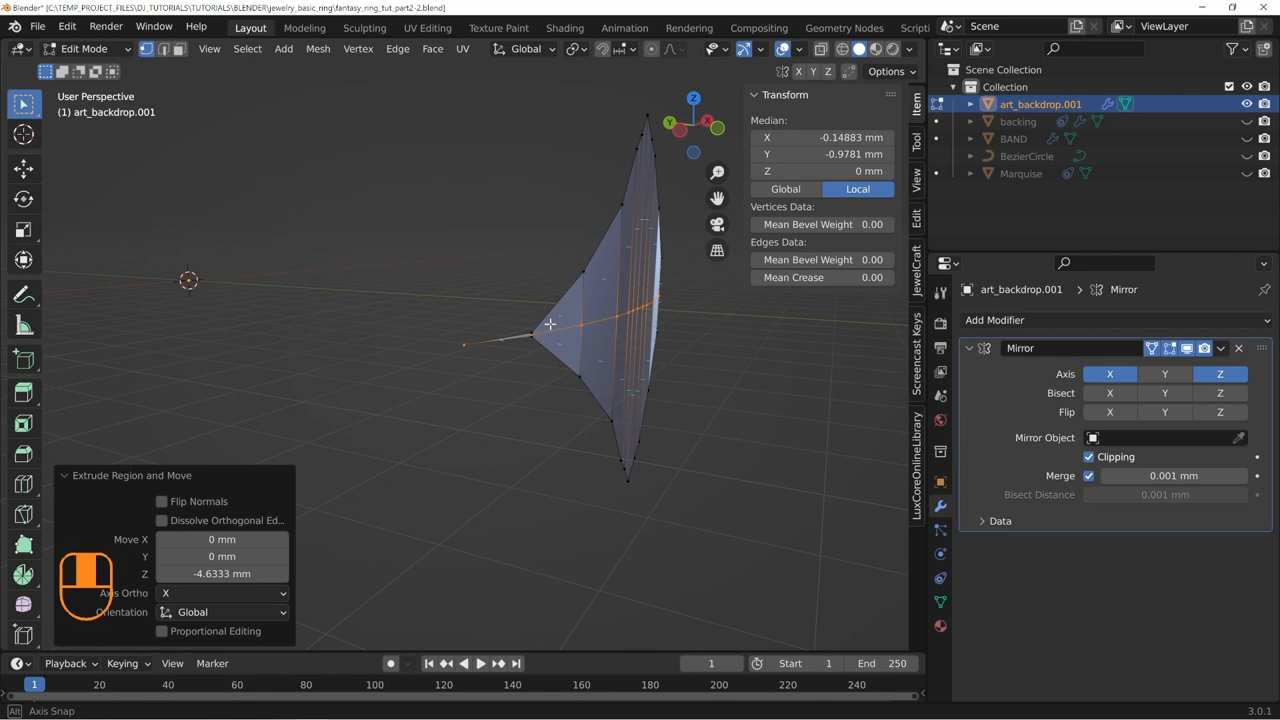 Blender* [C:\TEMP_PROJECT_FILES\DJ_TUTORIALS\TUTORIALS\BLENDER\jewelry_basic_ring\fantasy_ring_tut_part2-2.blend]
File Edit Render Window Help Layout Modeling Sculpting UV Editing Texture Paint Shading Animation Rendering Compositing Geometry Nodes Scripti Scene ViewLayer
Edit Mode View Select Add Mesh Vertex Edge Face UV Global
X Y Z Options
User Perspective
(1) art_backdrop.001
Z
Y
X
Transform
Median:
X -0.14883 mm
Y -0.9781 mm
Z 0 mm
Global Local
Vertices Data:
Mean Bevel Weight 0.00
Edges Data:
Mean Bevel Weight 0.00
Mean Crease 0.00
Item
Tool
View
Edit
JewelCraft
Screencast Keys
LuxCoreOnlineLibrary
Scene Collection
Collection
art_backdrop.001
backing
BAND
BezierCircle
Marquise
art_backdrop.001 > Mirror
Add Modifier
Mirror
Axis X Y Z
Bisect X Y Z
Flip X Y Z
Mirror Object
Clipping
Merge 0.001 mm
Bisect Distance 0.001 mm
Data
Extrude Region and Move
Flip Normals
Dissolve Orthogonal Ed...
Move X 0 mm
Y 0 mm
Z -4.6333 mm
Axis Ortho X
Orientation Global
Proportional Editing
Playback Keying View Marker 1 Start 1 End 250
1 20 40 60 80 100 120 140 160 180 200 220 240
Alt Axis Snap 3.0.1